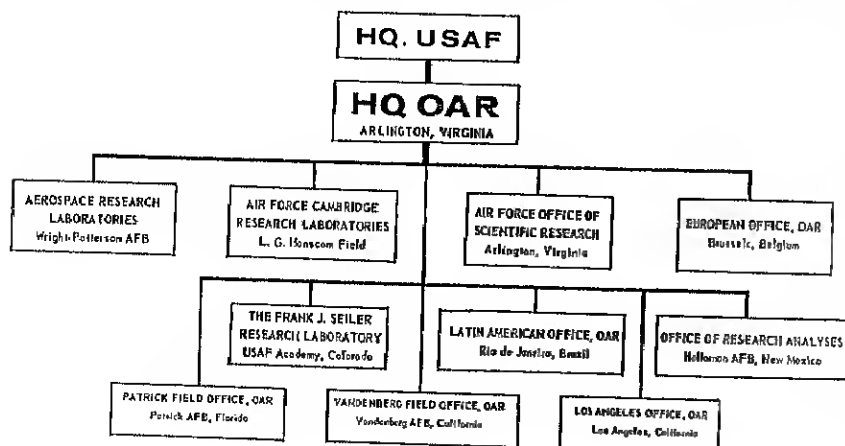 HQ. USAF
HQ OAR
ARLINGTON, VIRGINIA
AEROSPACE RESEARCH
LABORATORIES
Wright-Patterson AFB
AIR FORCE CAMBRIDGE
RESEARCH LABORATORIES
L. G. Hanscom Field
AIR FORCE OFFICE OF
SCIENTIFIC RESEARCH
Arlington, Virginia
EUROPEAN OFFICE, OAR
Brussels, Belgium
THE FRANK J. SEILER
RESEARCH LABORATORY
USAF Academy, Colorado
LATIN AMERICAN OFFICE, OAR
Rio de Janeiro, Brazil
OFFICE OF RESEARCH ANALYSES
Holloman AFB, New Mexico
PATRICK FIELD OFFICE, OAR
Patrick AFB, Florida
VANDENBERG FIELD OFFICE, OAR
Vandenberg AFB, California
LOS ANGELES OFFICE, OAR
Los Angeles, California